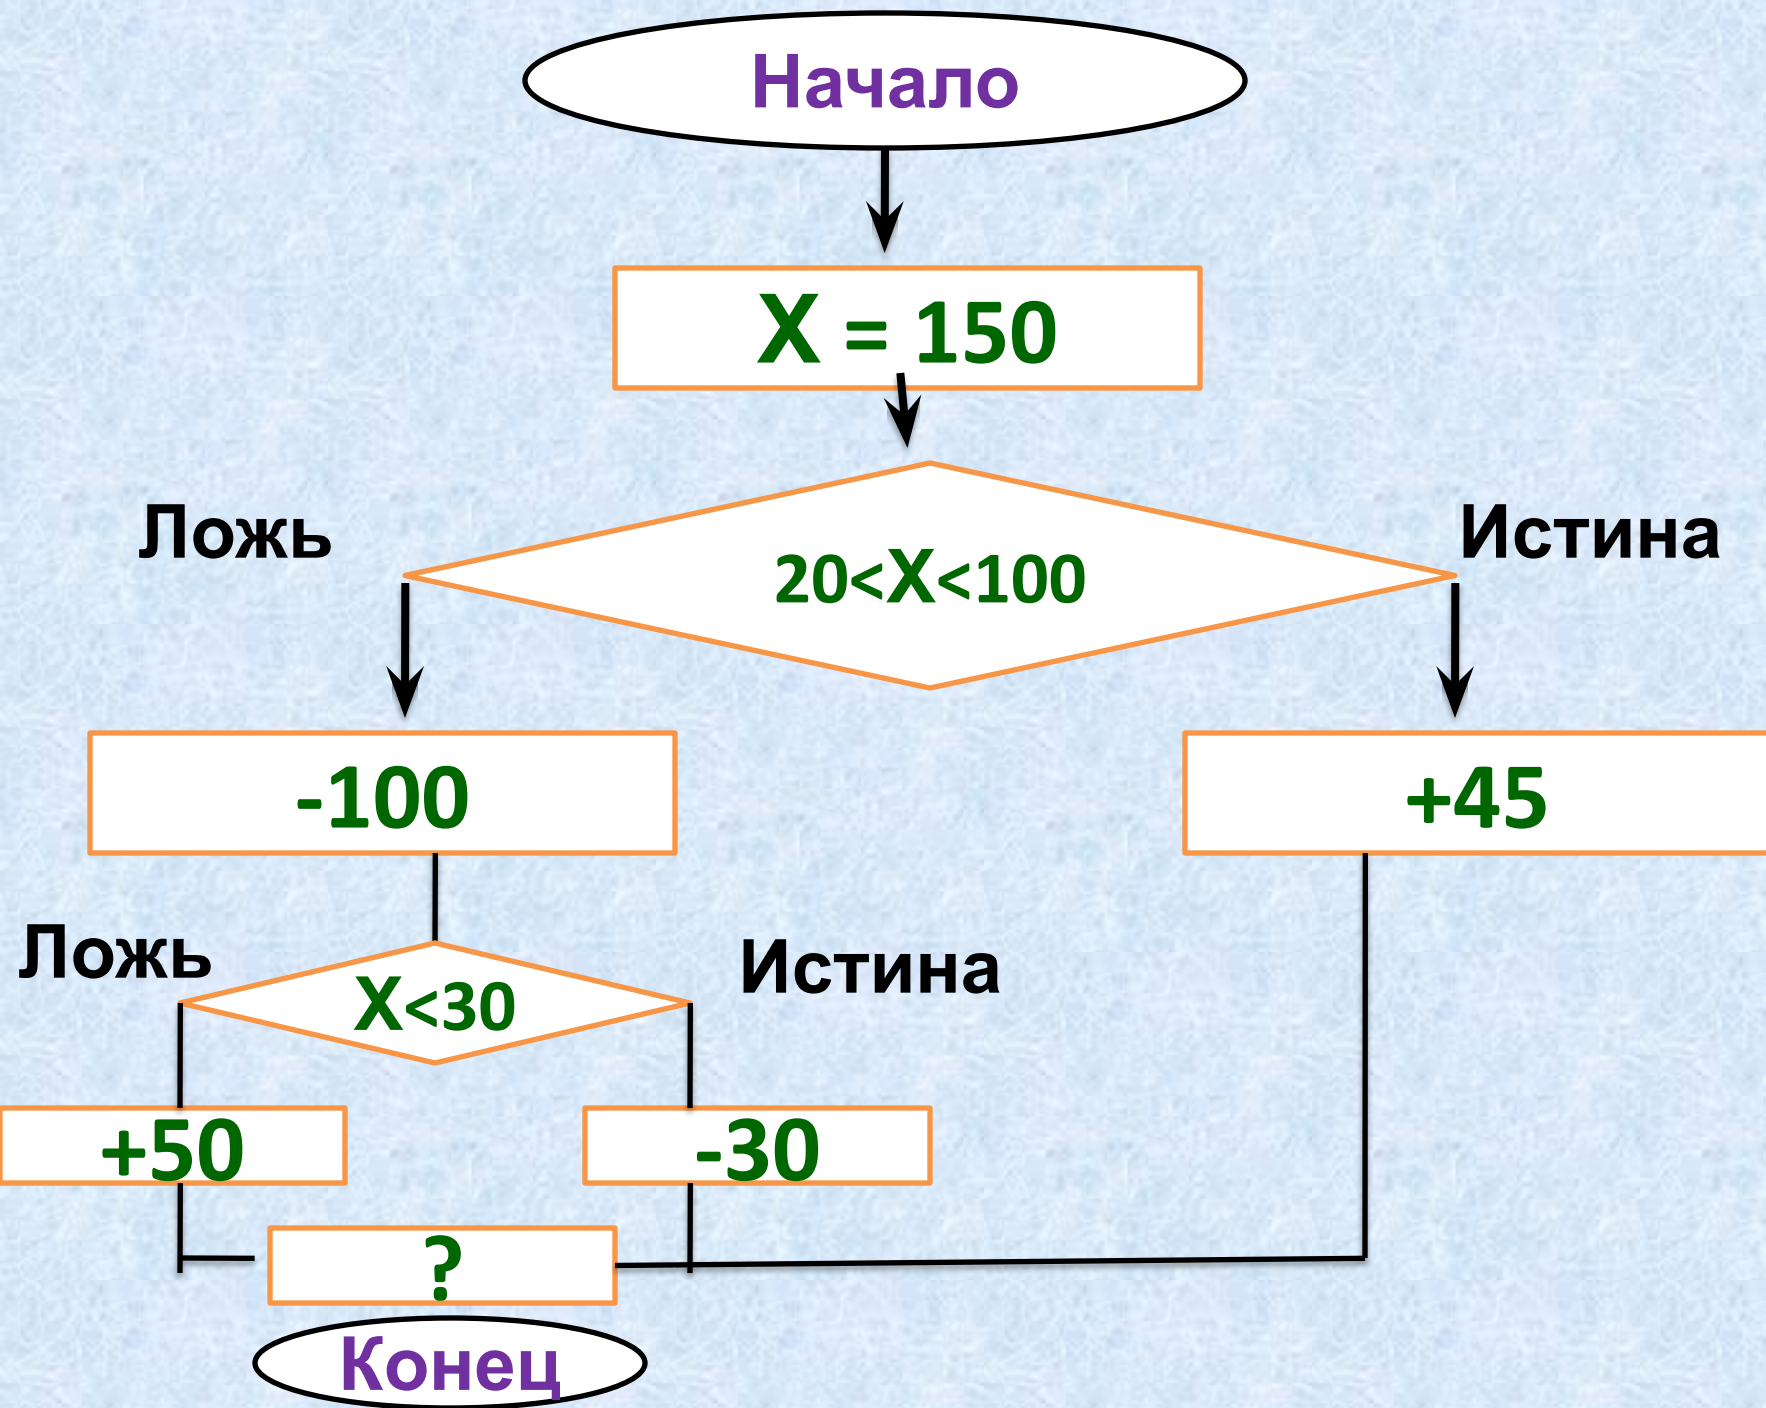 Начало
X = 150
Ложь
Истина
20<X<100
-100
+45
Ложь
Истина
X<30
+50
-30
?
Конец